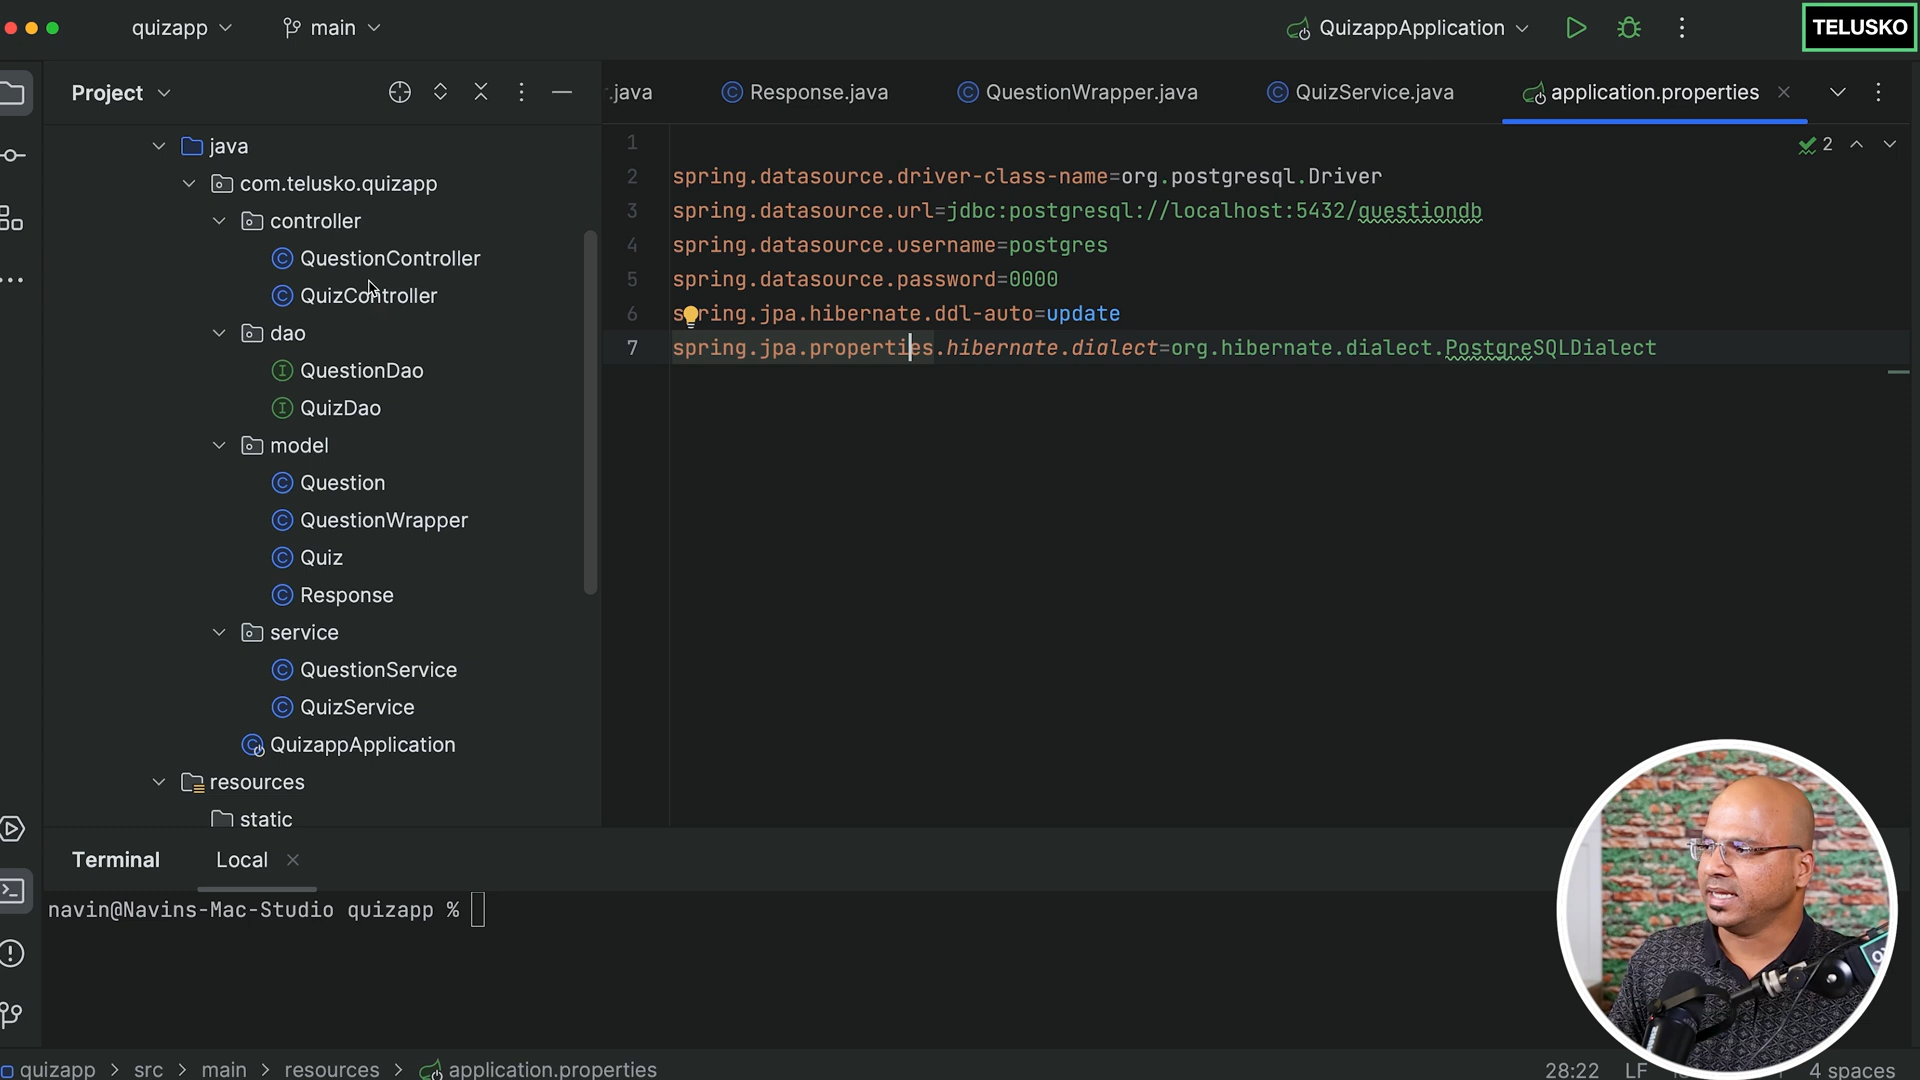 quizapp
main
QuizappApplication
TELUSKO
Project
.java
Response.java
QuestionWrapper.java
QuizService.java
application.properties
java
com.telusko.quizapp
controller
QuestionController
QuizController
dao
QuestionDao
QuizDao
model
Question
QuestionWrapper
Quiz
Response
service
QuestionService
QuizService
QuizappApplication
resources
static
2
1
2 spring.datasource.driver-class-name=org.postgresql.Driver
3 spring.datasource.url=jdbc:postgresql://localhost:5432/questiondb
4 spring.datasource.username=postgres
5 spring.datasource.password=0000
6 spring.jpa.hibernate.ddl-auto=update
7 spring.jpa.properties.hibernate.dialect=org.hibernate.dialect.PostgreSQLDialect
Terminal
Local
navin@Navins-Mac-Studio quizapp %
quizapp > src > main > resources > application.properties
28:22
LF
4 spaces